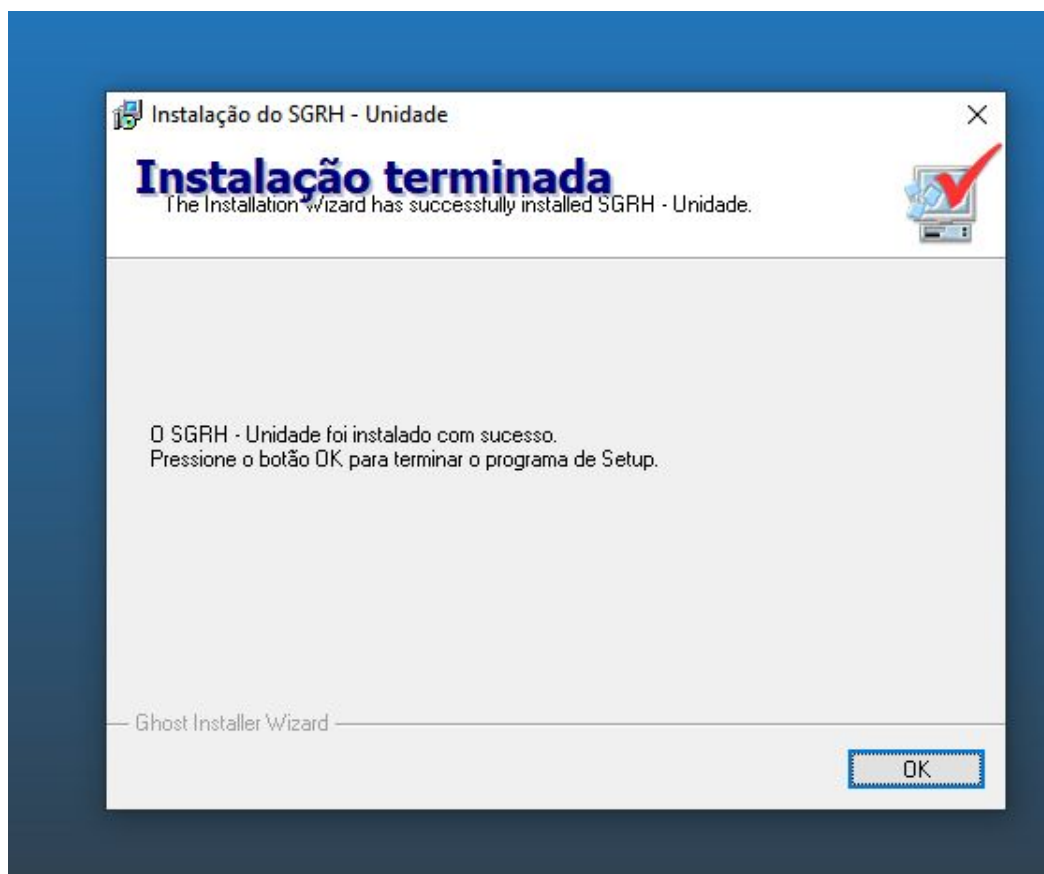 Instalação do SGRH - Unidade
Instalação terminada
The Installation Wizard has successfully installed SGRH - Unidade.
O SGRH - Unidade foi instalado com sucesso.
Pressione o botão OK para terminar o programa de Setup.
Ghost Installer Wizard
OK